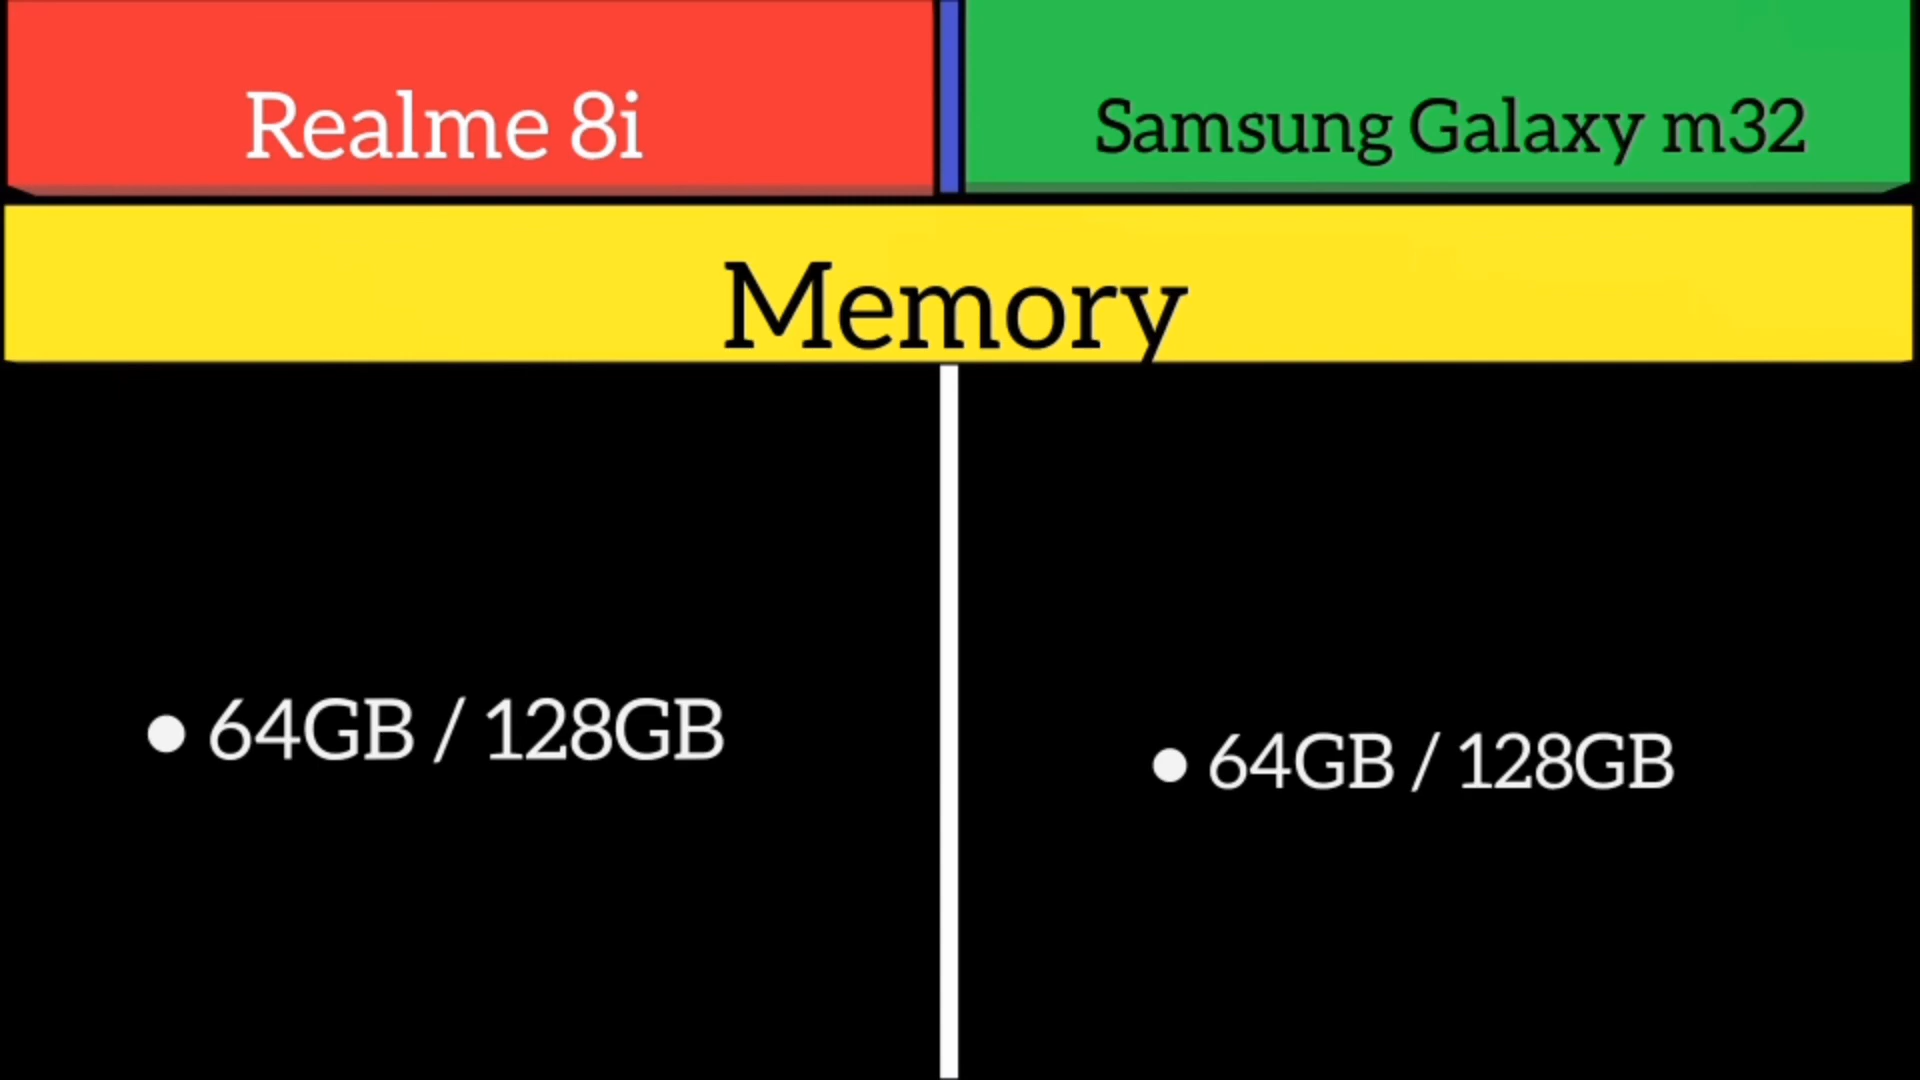 Realme 8i
Samsung Galaxy m32
Memory
● 64GB / 128GB
● 64GB / 128GB